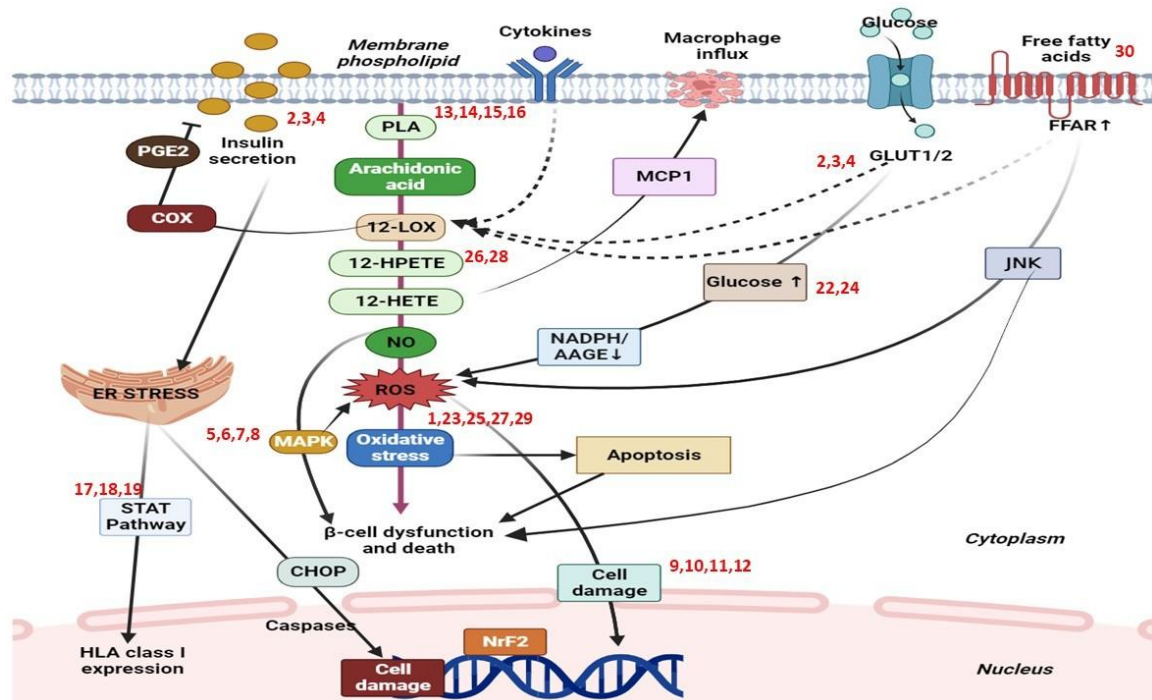 Membrane
phospholipid
Cytokines
Macrophage
influx
Glucose
Free fatty
acids
30
2,3,4
Insulin
secretion
PGE2
COX
13,14,15,16
PLA
Arachidonic
acid
12-LOX
12-HPETE
26,28
12-HETE
NO
ROS
MCP1
2,3,4
GLUT1/2
FFAR↑
JNK
Glucose ↑
22,24
NADPH/
AAGE↓
ER STRESS
5,6,7,8
MAPK
1,23,25,27,29
Oxidative
stress
Apoptosis
17,18,19
STAT
Pathway
β-cell dysfunction
and death
Cytoplasm
CHOP
Cell
damage
9,10,11,12
Caspases
HLA class I
expression
Cell
damage
NrF2
Nucleus